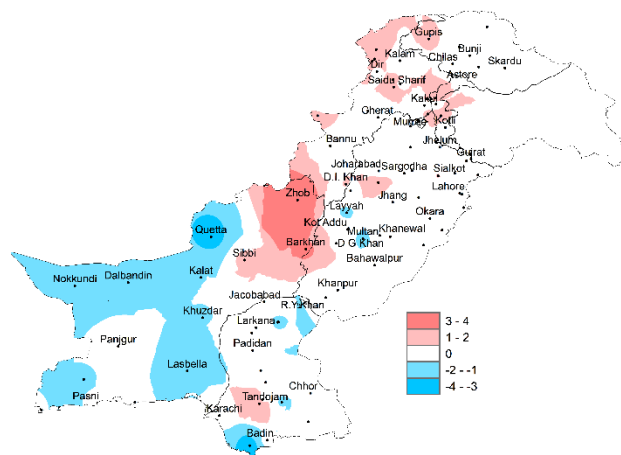 Gupis
Kalam
Chilas
Bunji
Skardu
Dir
Astore
Saidu Sharif
Kakul
Gherat
Kotli
Bannu
Jhelum
Gujrat
Joharabad
Sargodha
Sialkot
D.I. Khan
Zhob
Jhang
Lahore
Layyah
Okara
Kot Addu
Quetta
Multan
Khanewal
Barkhan
D G Khan
Sibbi
Bahawalpur
Kalat
Nokkundi
Dalbandin
Khanpur
Jacobabad
R.Y.Khan
Khuzdar
Larkana
Panjgur
Padidan
Lasbella
Pasni
Chhor
Tandojam
Karachi
Badin
3 - 4
1 - 2
0
-2 - -1
-4 - -3